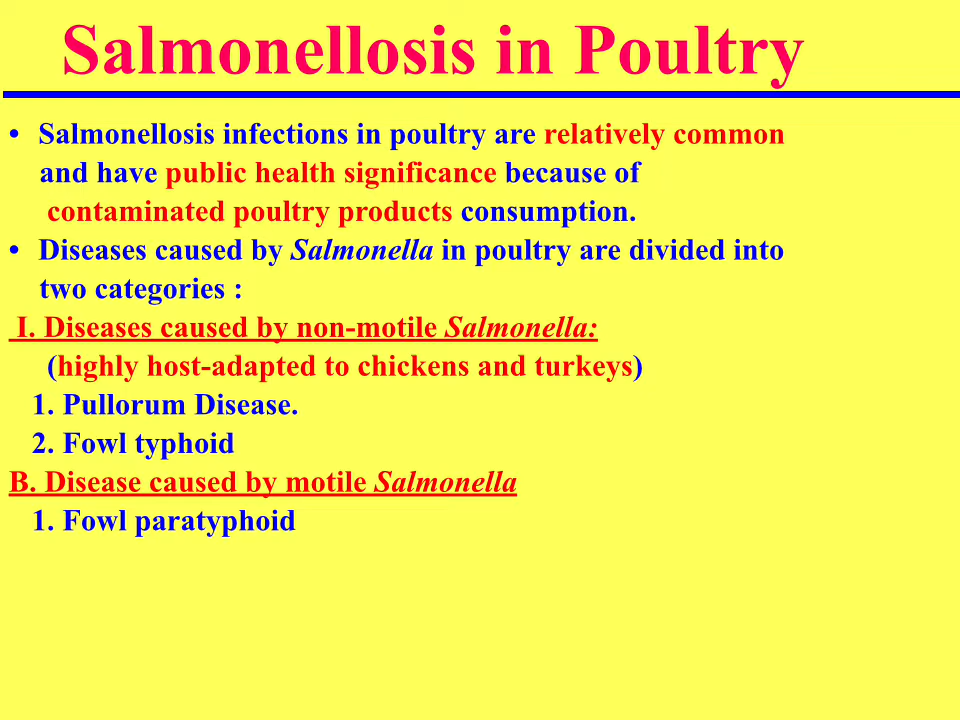 Salmonellosis in Poultry
• Salmonellosis infections in poultry are relatively common
and have public health significance because of
contaminated poultry products consumption.
• Diseases caused by Salmonella in poultry are divided into
two categories :
I. Diseases caused by non-motile Salmonella:
(highly host-adapted to chickens and turkeys)
1. Pullorum Disease.
2. Fowl typhoid
B. Disease caused by motile Salmonella
1. Fowl paratyphoid